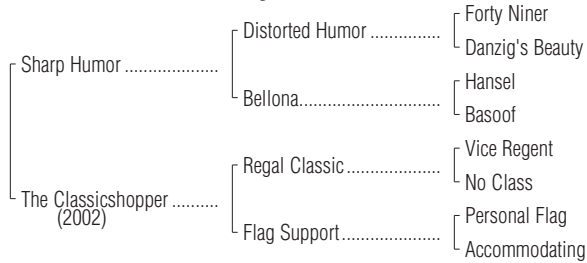 Forty Niner
Distorted Humor ..................
Danzig's Beauty
Sharp Humor ....................
Hansel
Bellona..............................
Basoof
Vice Regent
Regal Classic ....................
No Class
The Classicshopper ..........
(2002)
Personal Flag
Flag Support.....................
Accommodating